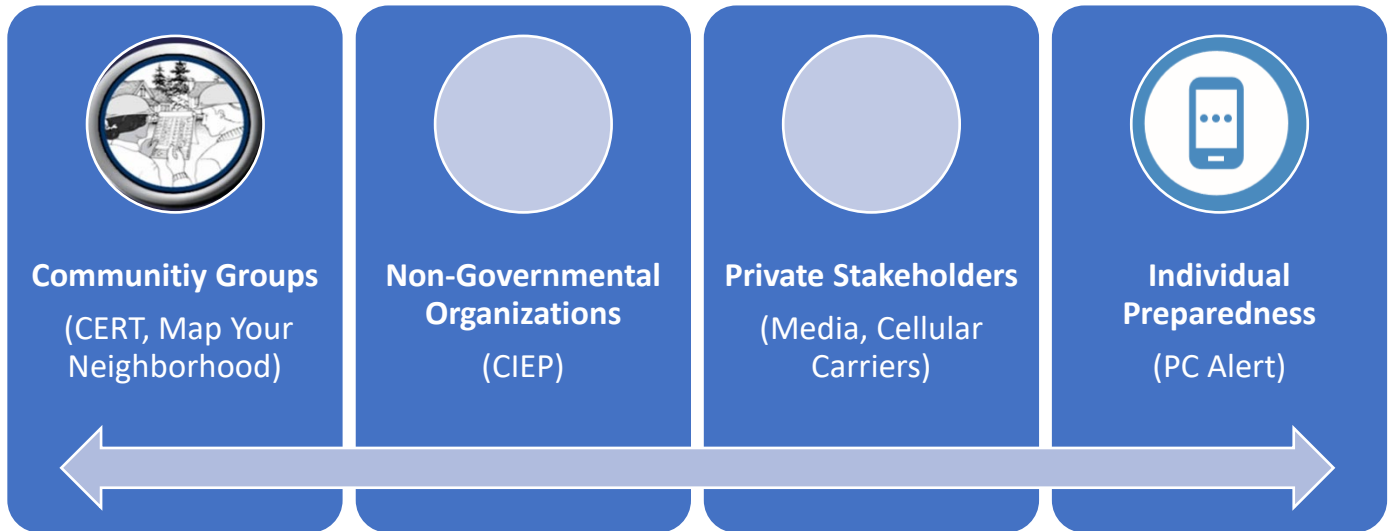 Communitiy Groups
(CERT, Map Your
Neighborhood)
Non-Governmental
Organizations
(CIEP)
Private Stakeholders
(Media, Cellular
Carriers)
Individual
Preparedness
(PC Alert)